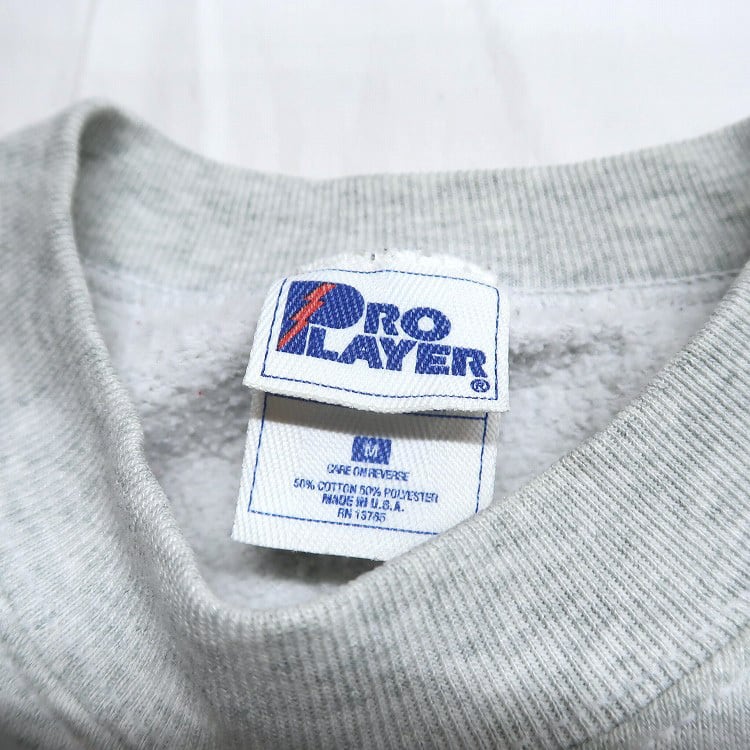 PRO
PLAYER®
M
CARE ON REVERSE
50% COTTON 50% POLYESTER
MADE IN U.S.A.
RN 13765